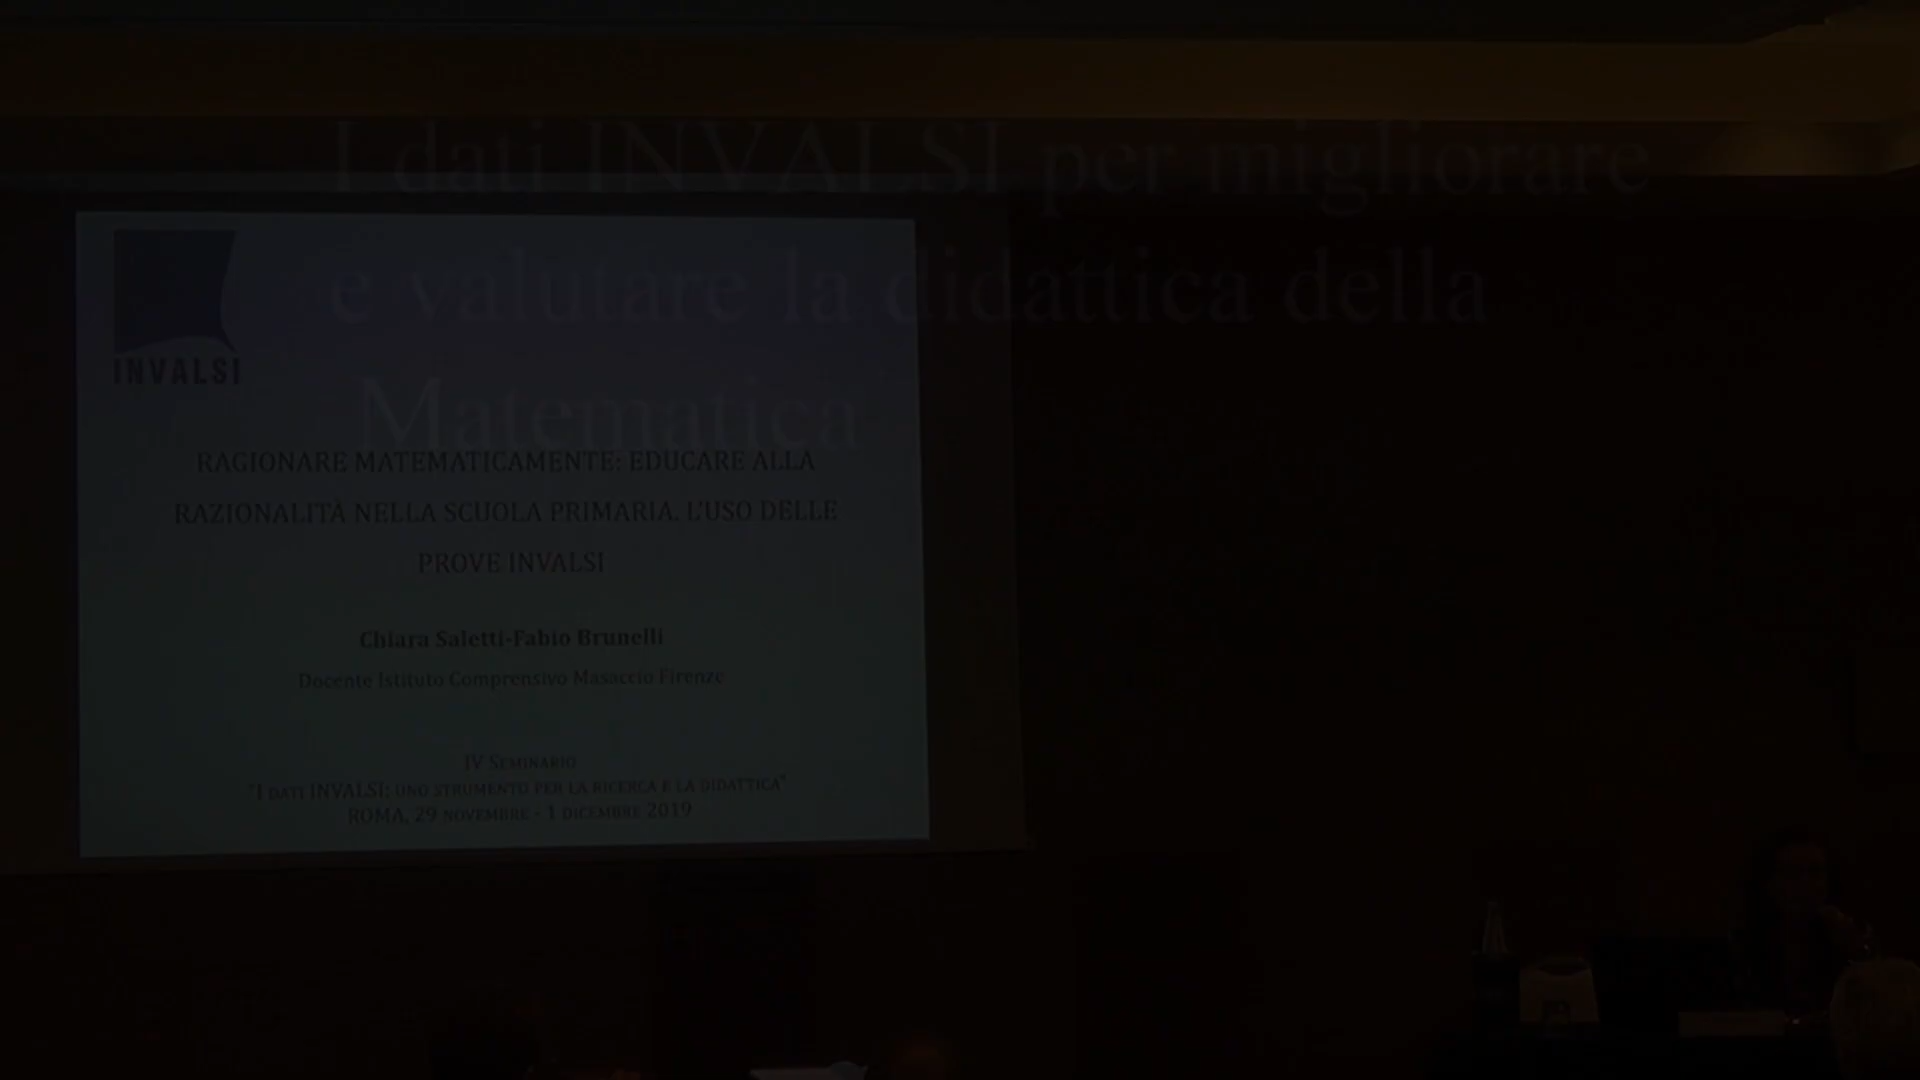 I dati INVALSI per migliorare
e valutare la didattica della
Matematica
INVALSI
RAGIONARE MATEMATICAMENTE: EDUCARE ALLA
RAZIONALITÀ NELLA SCUOLA PRIMARIA. L'USO DELLE
PROVE INVALSI
Chiara Saletti-Fabio Brunelli
Docente Istituto Comprensivo Masaccio Firenze
IV SEMINARIO
"I DATI INVALSI: UNO STRUMENTO PER LA RICERCA E LA DIDATTICA"
ROMA, 29 NOVEMBRE - 1 DICEMBRE 2019